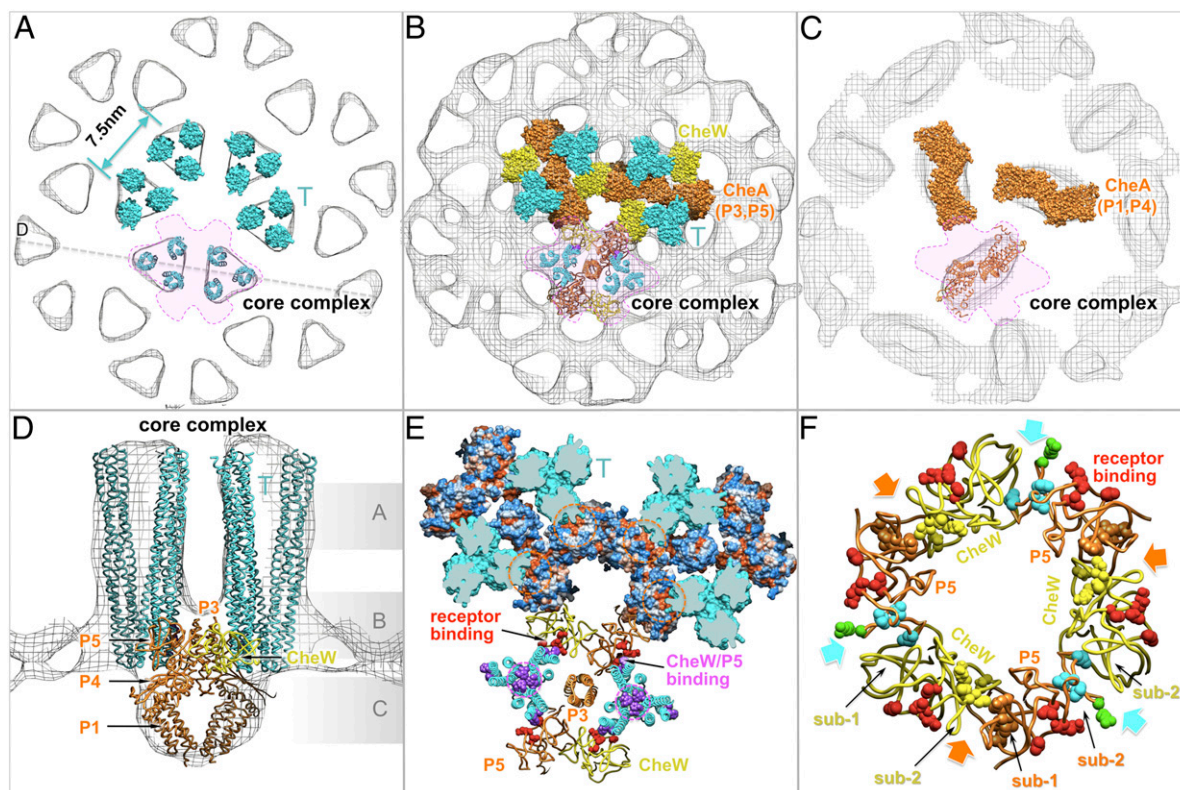 A
7.5nm
T
D
core complex
B
CheW
CheA
(P3,P5)
T
core complex
C
CheA
(P1,P4)
core complex
D
core complex
T
A
P3
B
P5
CheW
P4
C
P1
E
T
receptor
binding
CheW/P5
binding
P3
P5
CheW
F
receptor
binding
CheW
P5
P5
CheW
CheW
P5
sub-1
sub-2
sub-2
sub-2
sub-1